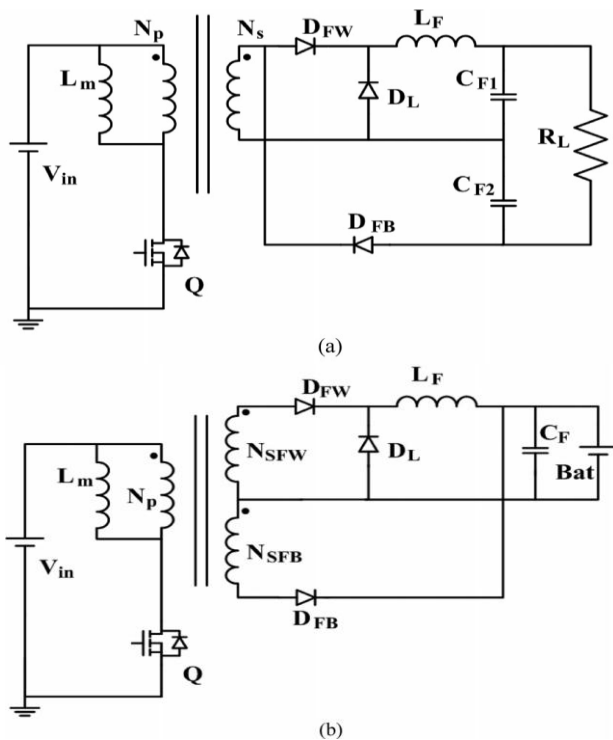 N_p N_s D_FW L_F
L_m D_L C_F1 R_L
V_in C_F2
D_FB
Q
(a)
D_FW L_F
L_m N_p N_SFW D_L C_F Bat
V_in N_SFB
D_FB
Q
(b)